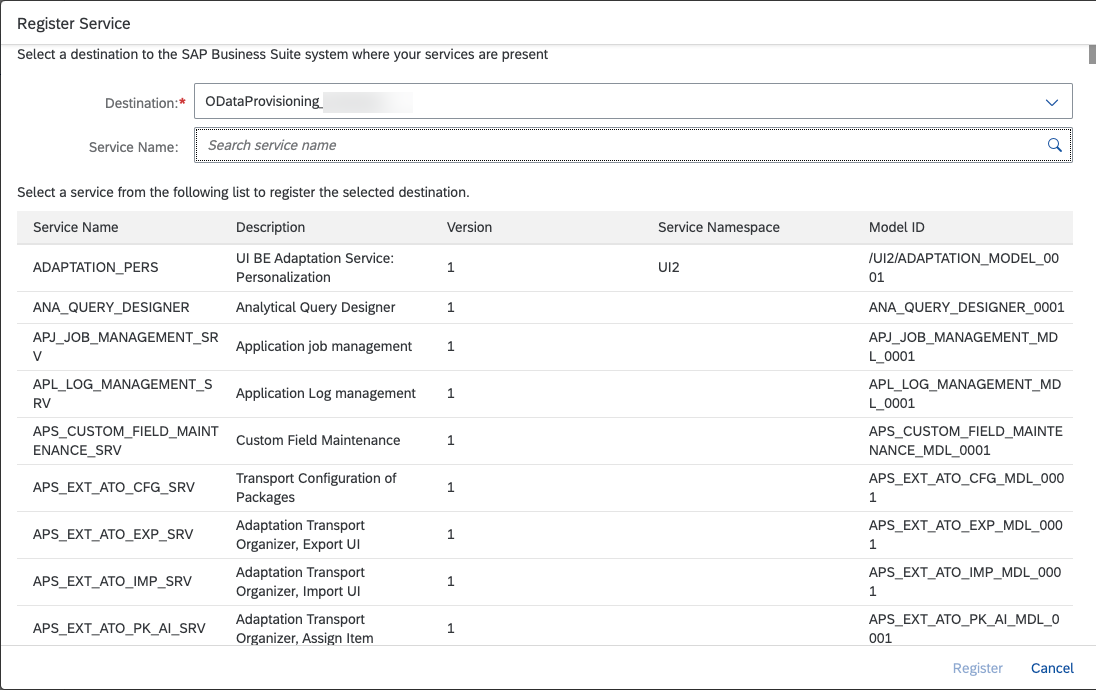 Register Service
Select a destination to the SAP Business Suite system where your services are present
Destination:* ODataProvisioning_
Service Name: Search service name
Select a service from the following list to register the selected destination.
Service Name Description Version Service Namespace Model ID
ADAPTATION_PERS UI BE Adaptation Service: Personalization 1 UI2 /UI2/ADAPTATION_MODEL_0001
ANA_QUERY_DESIGNER Analytical Query Designer 1 ANA_QUERY_DESIGNER_0001
APJ_JOB_MANAGEMENT_SRV Application job management 1 APJ_JOB_MANAGEMENT_MDL_0001
APL_LOG_MANAGEMENT_SRV Application Log management 1 APL_LOG_MANAGEMENT_MDL_0001
APS_CUSTOM_FIELD_MAINTENANCE_SRV Custom Field Maintenance 1 APS_CUSTOM_FIELD_MAINTENANCE_MDL_0001
APS_EXT_ATO_CFG_SRV Transport Configuration of Packages 1 APS_EXT_ATO_CFG_MDL_0001
APS_EXT_ATO_EXP_SRV Adaptation Transport Organizer, Export UI 1 APS_EXT_ATO_EXP_MDL_0001
APS_EXT_ATO_IMP_SRV Adaptation Transport Organizer, Import UI 1 APS_EXT_ATO_IMP_MDL_0001
APS_EXT_ATO_PK_AI_SRV Adaptation Transport Organizer, Assign Item 1 APS_EXT_ATO_PK_AI_MDL_0001
Register Cancel